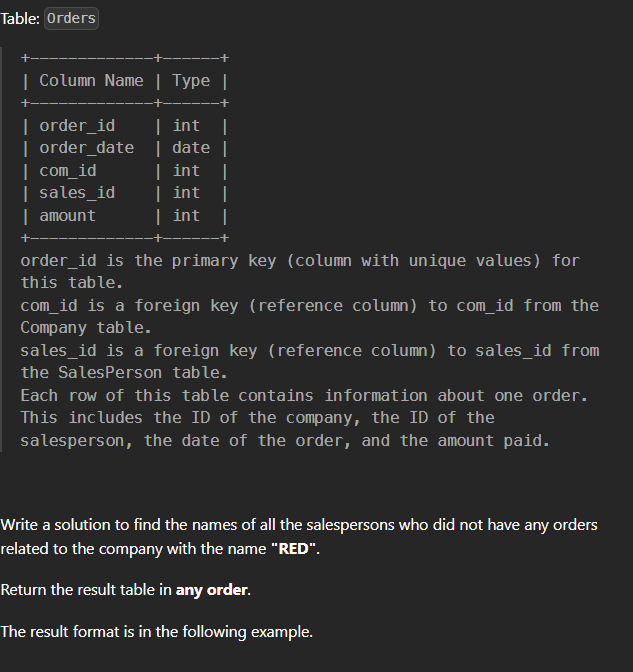 Table: Orders
+-------------+------+
| Column Name | Type |
+-------------+------+
| order_id    | int  |
| order_date  | date |
| com_id      | int  |
| sales_id    | int  |
| amount      | int  |
+-------------+------+
order_id is the primary key (column with unique values) for
this table.
com_id is a foreign key (reference column) to com_id from the
Company table.
sales_id is a foreign key (reference column) to sales_id from
the SalesPerson table.
Each row of this table contains information about one order.
This includes the ID of the company, the ID of the
salesperson, the date of the order, and the amount paid.
Write a solution to find the names of all the salespersons who did not have any orders
related to the company with the name "RED".
Return the result table in any order.
The result format is in the following example.